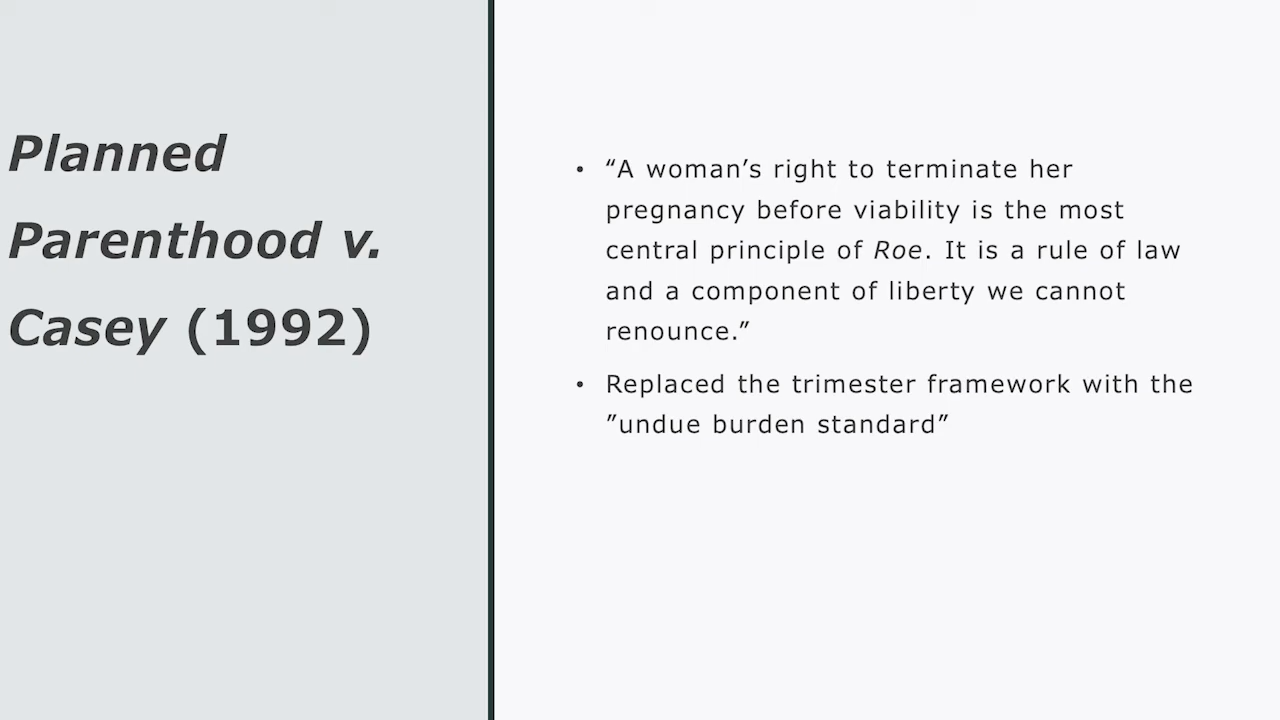 Planned
Parenthood v.
Casey (1992)
• “A woman’s right to terminate her
pregnancy before viability is the most
central principle of Roe. It is a rule of law
and a component of liberty we cannot
renounce.”
• Replaced the trimester framework with the
”undue burden standard”